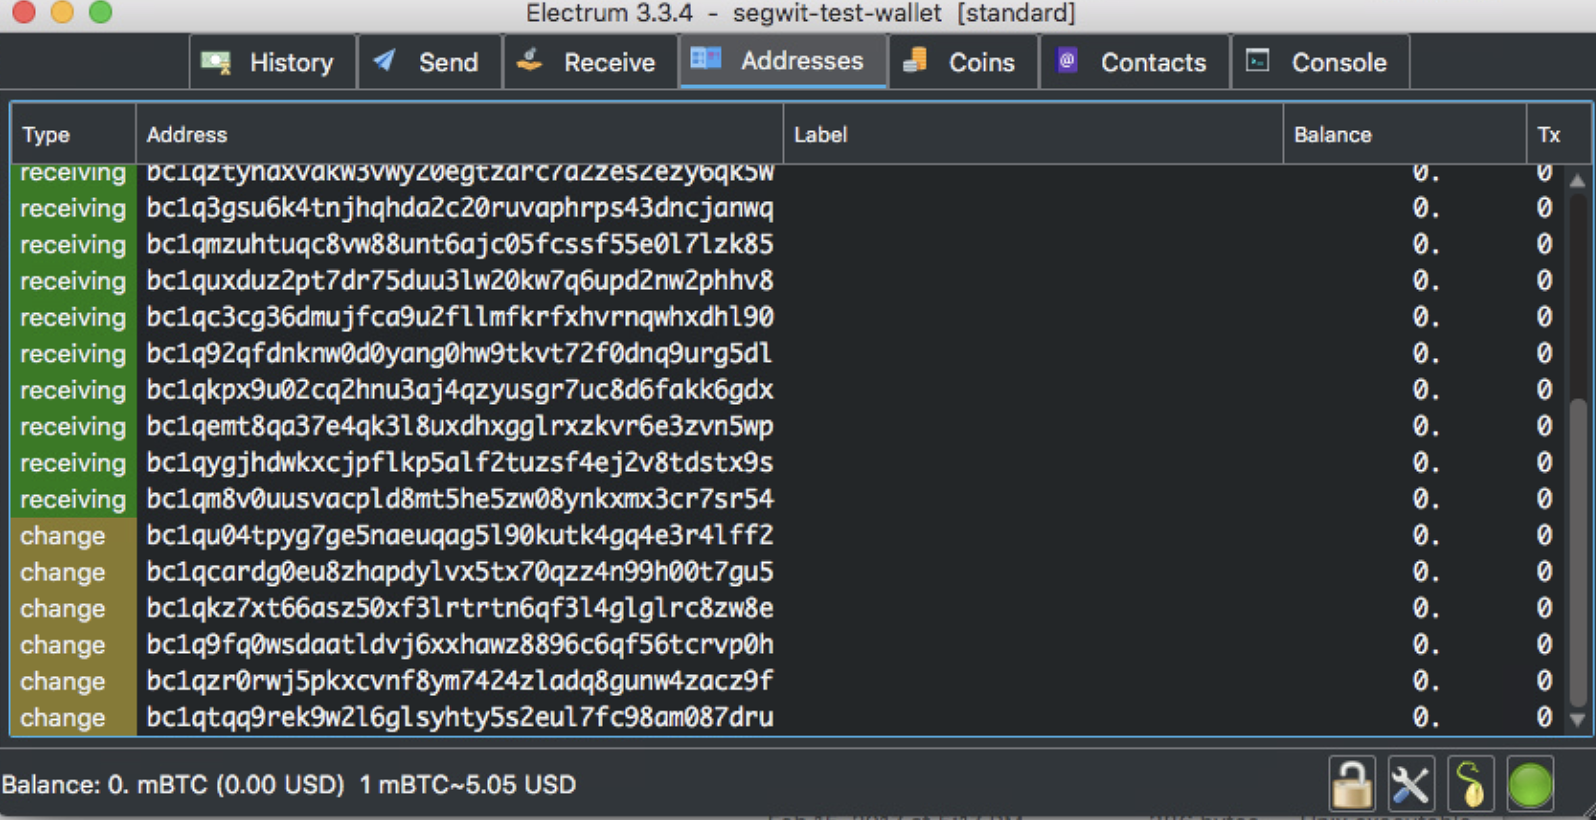 Electrum 3.3.4 - segwit-test-wallet [standard]
History Send Receive Addresses Coins Contacts Console
Type Address Label Balance Tx
receiving 0. 0
receiving bc1q3gsu6k4tnjhqhda2c20ruvaphrps43dncjanwq 0. 0
receiving bc1qmzuhtuqc8vw88unt6ajc05fcssf55e0l7lzk85 0. 0
receiving bc1quxduz2pt7dr75duu3lw20kw7q6upd2nw2phhv8 0. 0
receiving bc1qc3cg36dmujfca9u2fllmfkrfxhvrnqwhxdhl90 0. 0
receiving bc1q92qfdnknw0d0yang0hw9tkvt72f0dnq9urg5dl 0. 0
receiving bc1qkpx9u02cq2hnu3aj4qzyusgr7uc8d6fakk6gdx 0. 0
receiving bc1qemt8qa37e4qk3l8uxdhxgglrxzkvr6e3zvn5wp 0. 0
receiving bc1qygjhdwkxcjpflkp5alf2tuzsf4ej2v8tdstx9s 0. 0
receiving bc1qm8v0uusvacpld8mt5he5zw08ynkxmx3cr7sr54 0. 0
change bc1qu04tpyg7ge5naeuqag5l90kutk4gq4e3r4lff2 0. 0
change bc1qcardg0eu8zhapdylvx5tx70qzz4n99h00t7gu5 0. 0
change bc1qkz7xt66asz50xf3lrtrtn6qf3l4glglrc8zw8e 0. 0
change bc1q9fq0wsdaatldvj6xxhawz8896c6qf56tcrvp0h 0. 0
change bc1qzr0rwj5pkxcvnf8ym7424zladq8gunw4zacz9f 0. 0
change bc1qtqq9rek9w2l6glsyhty5s2eul7fc98am087dru 0. 0
Balance: 0. mBTC (0.00 USD) 1 mBTC~5.05 USD